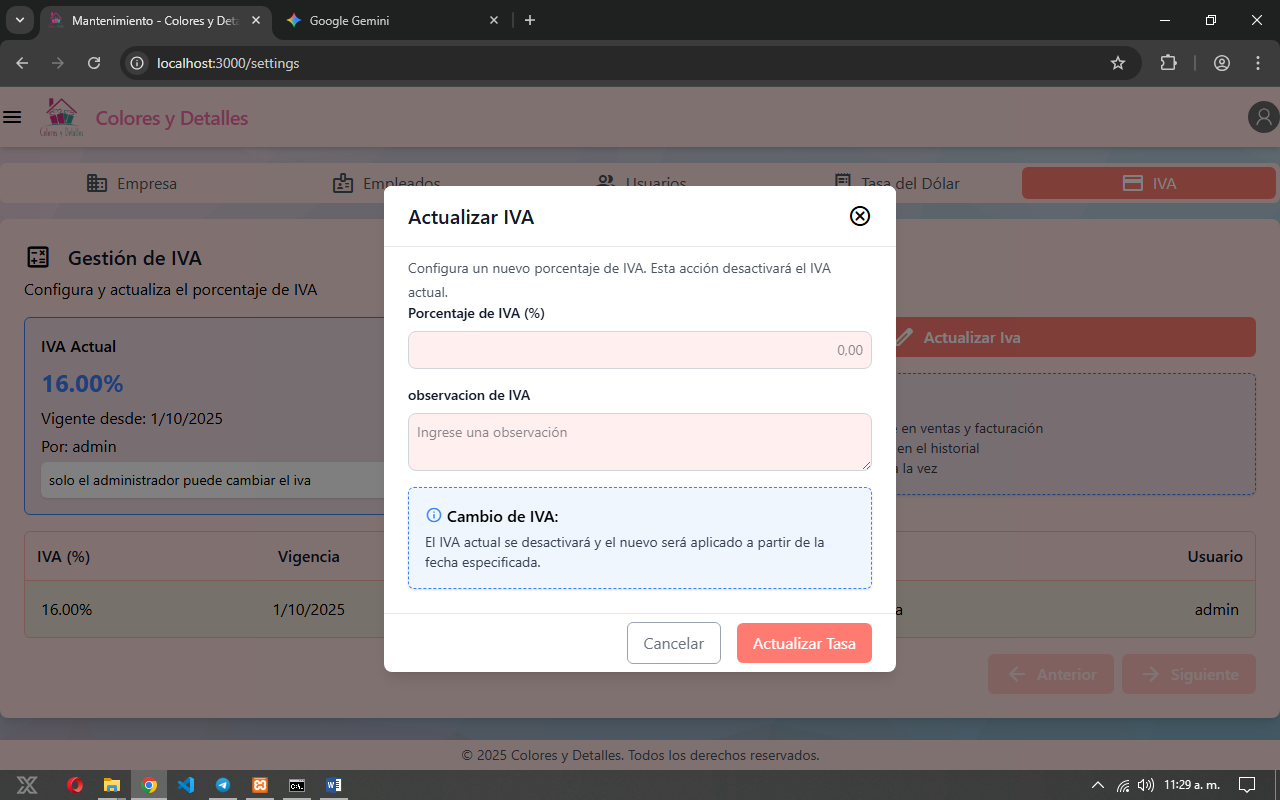 Mantenimiento - Colores y Deta
Google Gemini
localhost:3000/settings
Colores y Detalles
Colores y Detalles
Empresa
Empleados
Usuarios
Tasa del Dólar
IVA
Gestión de IVA
Configura y actualiza el porcentaje de IVA
IVA Actual
16.00%
Vigente desde: 1/10/2025
Por: admin
solo el administrador puede cambiar el iva
Actualizar Iva
en ventas y facturación
en el historial
la vez
Actualizar IVA
Configura un nuevo porcentaje de IVA. Esta acción desactivará el IVA
actual.
Porcentaje de IVA (%)
0,00
observacion de IVA
Ingrese una observación
Cambio de IVA:
El IVA actual se desactivará y el nuevo será aplicado a partir de la
fecha especificada.
Cancelar
Actualizar Tasa
IVA (%)
Vigencia
Usuario
16.00%
1/10/2025
a
admin
Anterior
Siguiente
© 2025 Colores y Detalles. Todos los derechos reservados.
11:29 a. m.